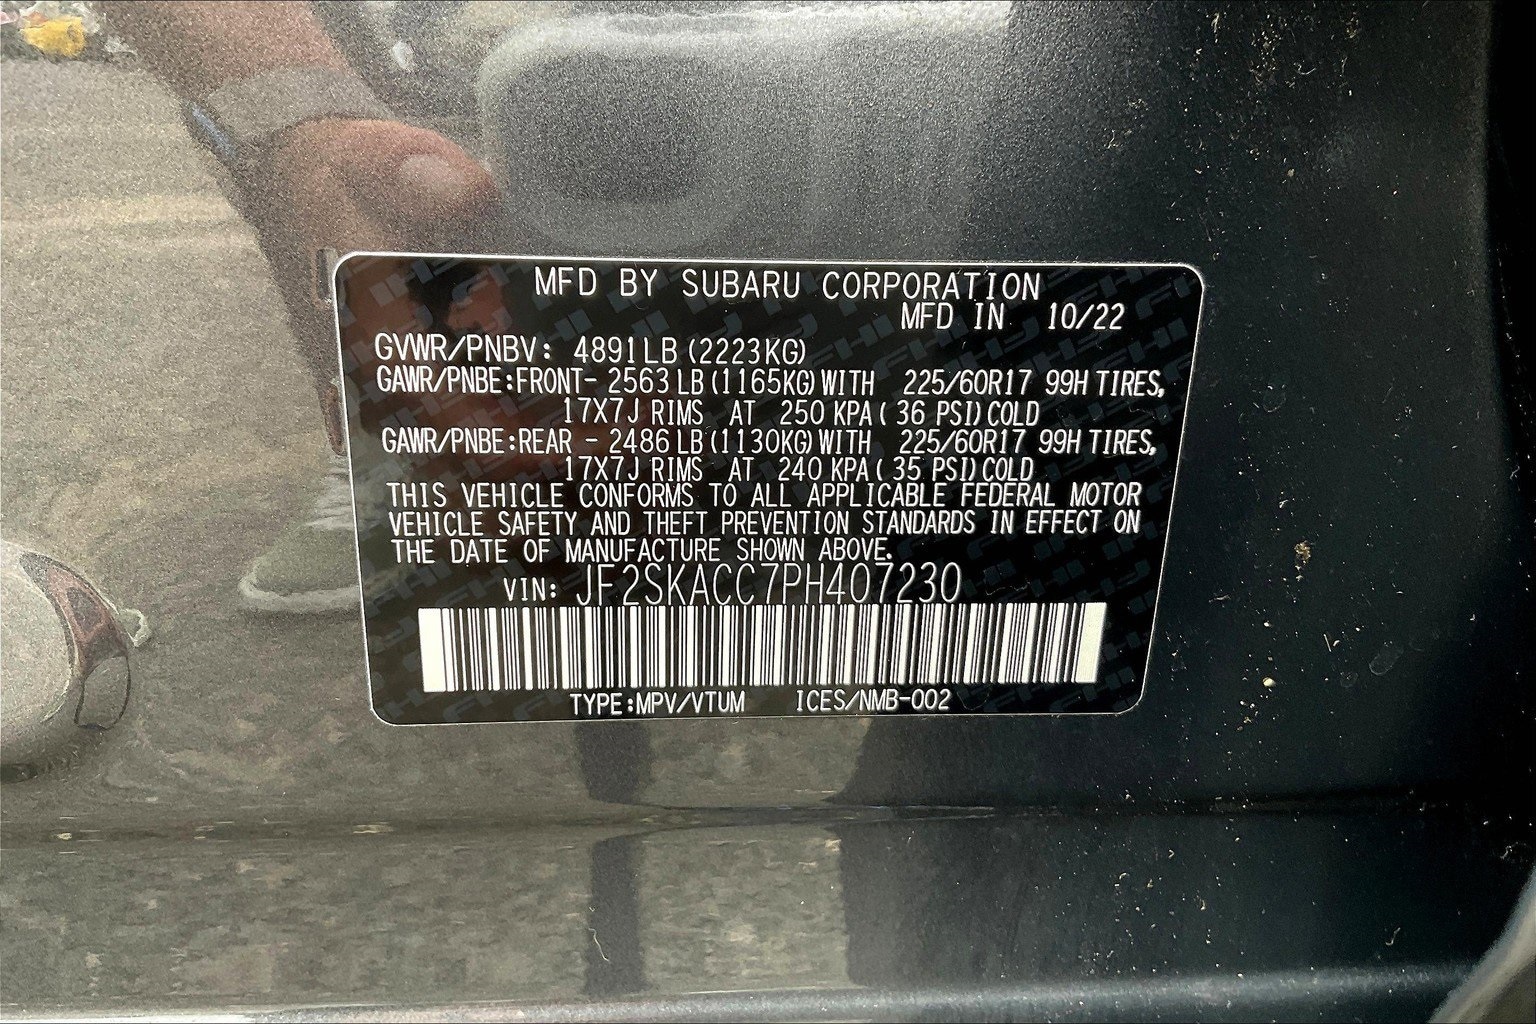 MFD BY SUBARU CORPORATION
MFD IN 10/22
GVWR/PNBV: 4891LB (2223KG)
GAWR/PNBE:FRONT- 2563 LB (1165KG) WITH 225/60R17 99H TIRES,
17X7J RIMS AT 250 KPA ( 36 PSI) COLD
GAWR/PNBE:REAR - 2486 LB (1130KG) WITH 225/60R17 99H TIRES,
17X7J RIMS AT 240 KPA ( 35 PSI) COLD
THIS VEHICLE CONFORMS TO ALL APPLICABLE FEDERAL MOTOR
VEHICLE SAFETY AND THEFT PREVENTION STANDARDS IN EFFECT ON
THE DATE OF MANUFACTURE SHOWN ABOVE.
VIN: JF2SKACC7PH407230
TYPE:MPV/VTUM ICES/NMB-002